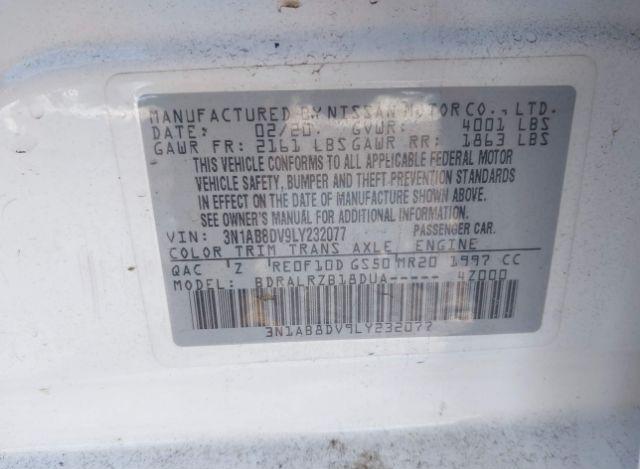 MANUFACTURED BY NISSAN MOTOR CO., LTD.
DATE: 02/20 GVWR: 4001 LBS
GAWR FR: 2161 LBS GAWR RR: 1863 LBS
THIS VEHICLE CONFORMS TO ALL APPLICABLE FEDERAL MOTOR
VEHICLE SAFETY, BUMPER AND THEFT PREVENTION STANDARDS
IN EFFECT ON THE DATE OF MANUFACTURE SHOWN ABOVE.
SEE OWNER'S MANUAL FOR ADDITIONAL INFORMATION.
VIN: 3N1AB8DV9LY232077 PASSENGER CAR.
COLOR TRIM TRANS AXLE ENGINE
QAC Z RE0F10D GS50 MR20 1997 CC
MODEL: BDRALRZB18DUA----- 4Z000
3N1AB8DV9LY232077